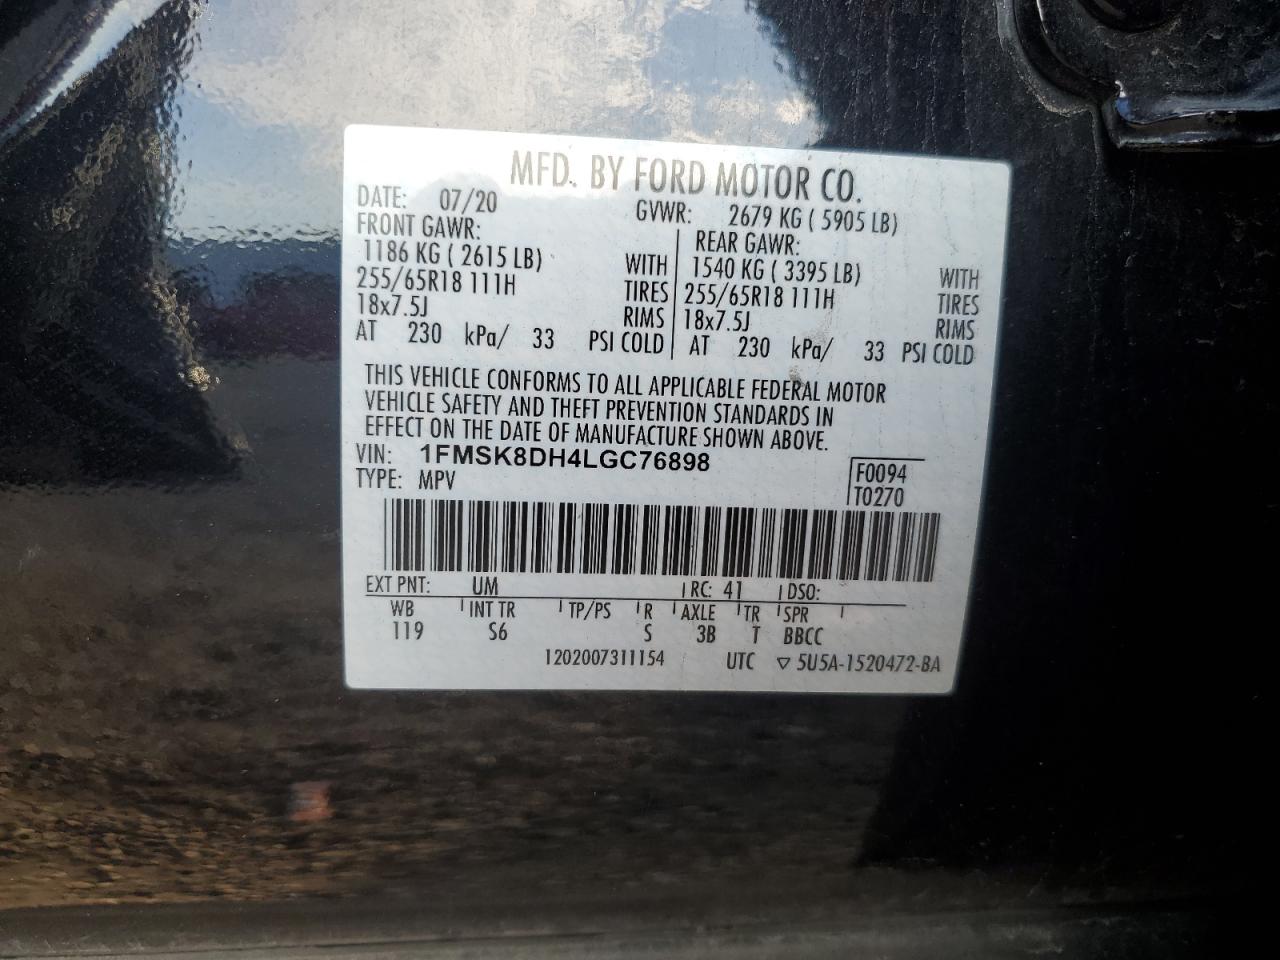 MFD. BY FORD MOTOR CO.
DATE: 07/20 GVWR: 2679 KG ( 5905 LB)
FRONT GAWR: REAR GAWR:
1186 KG ( 2615 LB) WITH 1540 KG ( 3395 LB) WITH
255/65R18 111H TIRES 255/65R18 111H TIRES
18x7.5J RIMS 18x7.5J RIMS
AT 230 kPa/ 33 PSI COLD AT 230 kPa/ 33 PSI COLD
THIS VEHICLE CONFORMS TO ALL APPLICABLE FEDERAL MOTOR
VEHICLE SAFETY AND THEFT PREVENTION STANDARDS IN
EFFECT ON THE DATE OF MANUFACTURE SHOWN ABOVE.
VIN: 1FMSK8DH4LGC76898 F0094
TYPE: MPV T0270
EXT PNT: UM RC: 41 DSO:
WB INT TR TP/PS R AXLE TR SPR
119 S6 S 3B T BBCC
1202007311154 UTC ▽ 5U5A-1520472-BA